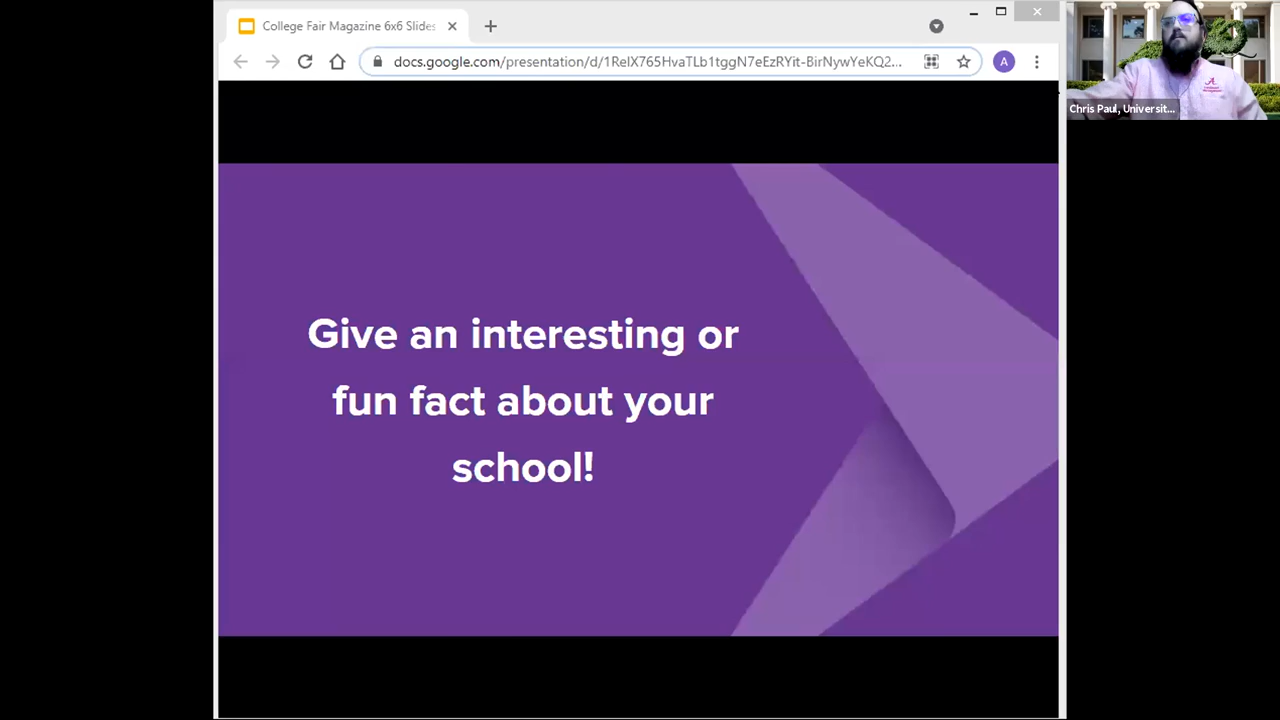 College Fair Magazine 6x6 Slides
docs.google.com/presentation/d/1RelX765HvaTLb1tggN7eEzRYit-BirNywYeKQ2...
A
Chris Paul, Universit...
Give an interesting or
fun fact about your
school!